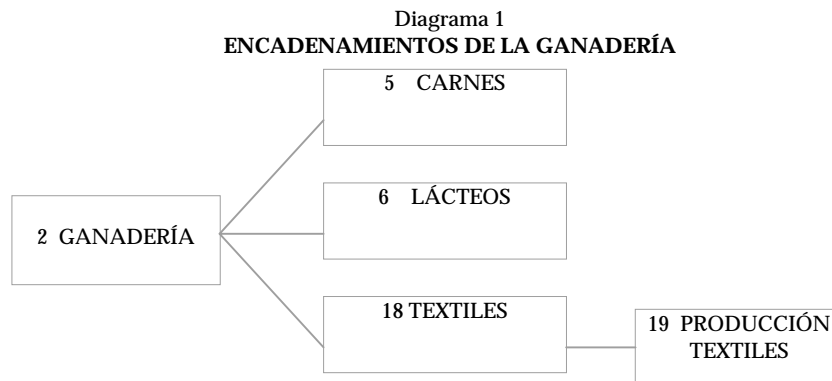 Diagrama 1
ENCADENAMIENTOS DE LA GANADERÍA
5 CARNES
2 GANADERÍA
6 LÁCTEOS
18 TEXTILES
19 PRODUCCIÓN
TEXTILES